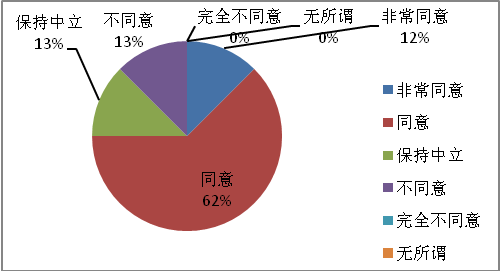 保持中立
13%
不同意
13%
完全不同意
0%
无所谓
0%
非常同意
12%
同意
62%
非常同意
同意
保持中立
不同意
完全不同意
无所谓